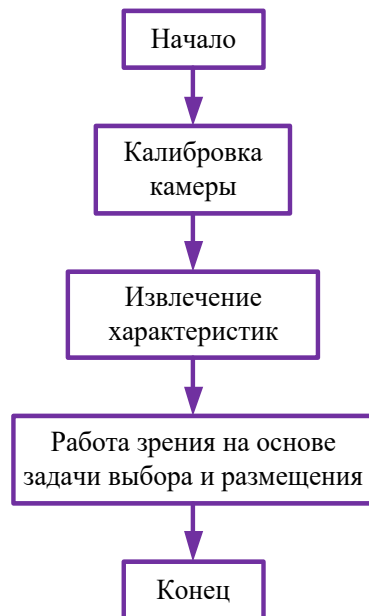 Начало
Калибровка
камеры
Извлечение
характеристик
Работа зрения на основе
задачи выбора и размещения
Конец